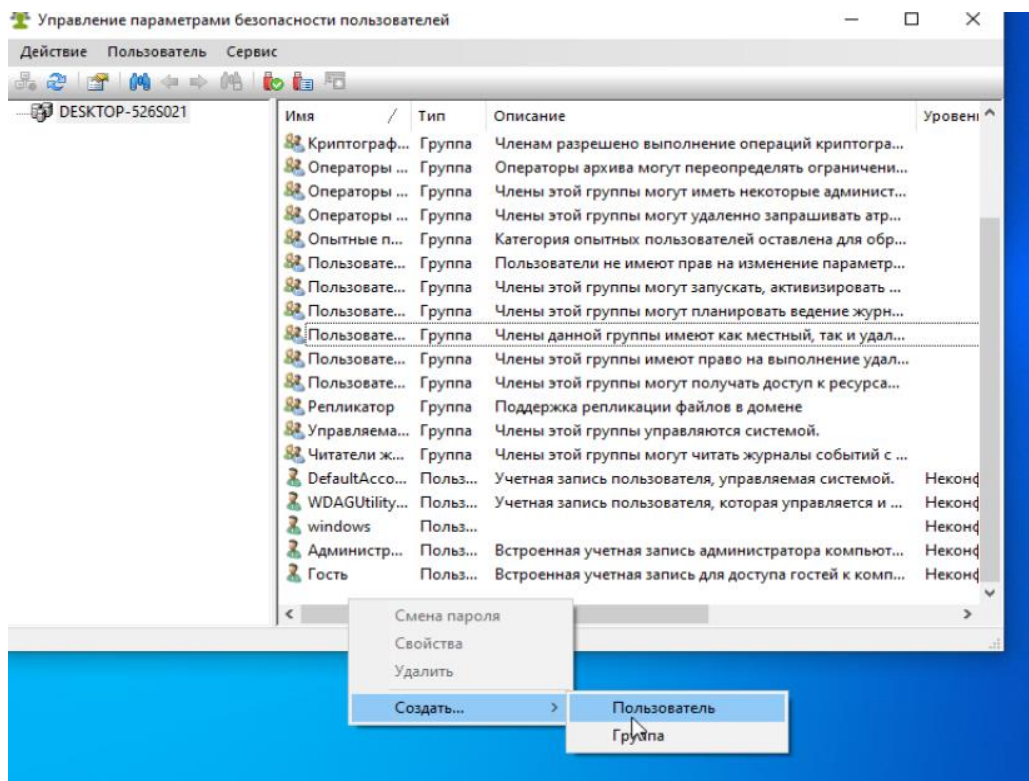 Управление параметрами безопасности пользователей
Действие Пользователь Сервис
DESKTOP-526S021
Имя / Тип Описание Уровен
Криптограф... Группа Членам разрешено выполнение операций криптогра...
Операторы ... Группа Операторы архива могут переопределять ограничени...
Операторы ... Группа Члены этой группы могут иметь некоторые админист...
Операторы ... Группа Члены этой группы могут удаленно запрашивать атр...
Опытные п... Группа Категория опытных пользователей оставлена для обр...
Пользовате... Группа Пользователи не имеют прав на изменение параметр...
Пользовате... Группа Члены этой группы могут запускать, активизировать ...
Пользовате... Группа Члены этой группы могут планировать ведение журн...
Пользовате... Группа Члены данной группы имеют как местный, так и удал...
Пользовате... Группа Члены этой группы имеют право на выполнение удал...
Пользовате... Группа Члены этой группы могут получать доступ к ресурса...
Репликатор Группа Поддержка репликации файлов в домене
Управляема... Группа Члены этой группы управляются системой.
Читатели ж... Группа Члены этой группы могут читать журналы событий с ...
DefaultAcco... Польз... Учетная запись пользователя, управляемая системой. Неконф
WDAGUtility... Польз... Учетная запись пользователя, которая управляется и ... Неконф
windows Польз... Неконф
Администр... Польз... Встроенная учетная запись администратора компьют... Неконф
Гость Польз... Встроенная учетная запись для доступа гостей к комп... Неконф
Смена пароля
Свойства
Удалить
Создать... >
Пользователь
Группа